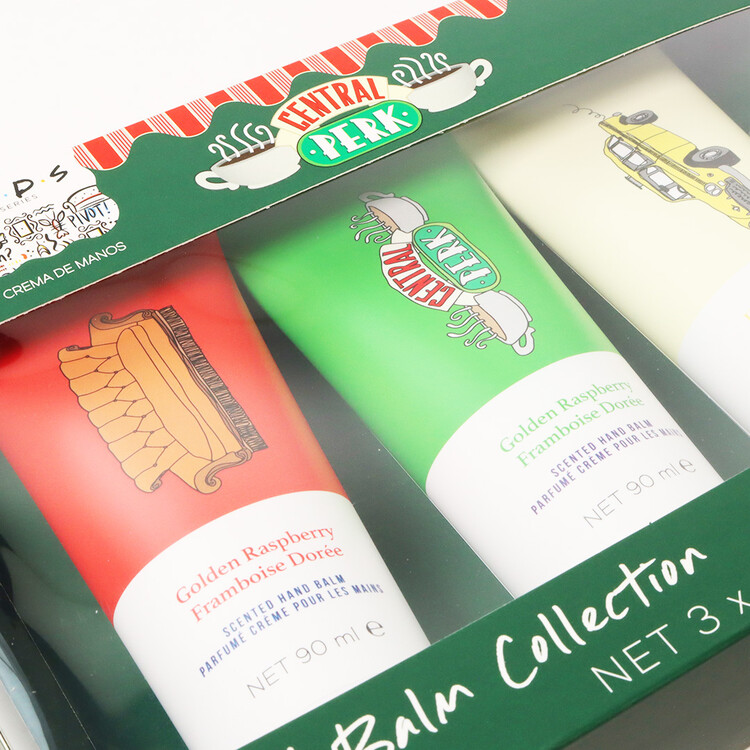 CENTRAL
PERK
SERIES
CREMA DE MANOS
CENTRAL
PERK
Golden Raspberry
Framboise Dorée
SCENTED HAND BALM
PARFUMÉ CRÈME POUR LES MAINS
NET 90 ml e
Golden Raspberry
Framboise Dorée
SCENTED HAND BALM
PARFUMÉ CRÈME POUR LES MAINS
NET 90 ml e
Balm Collection
NET 3 x